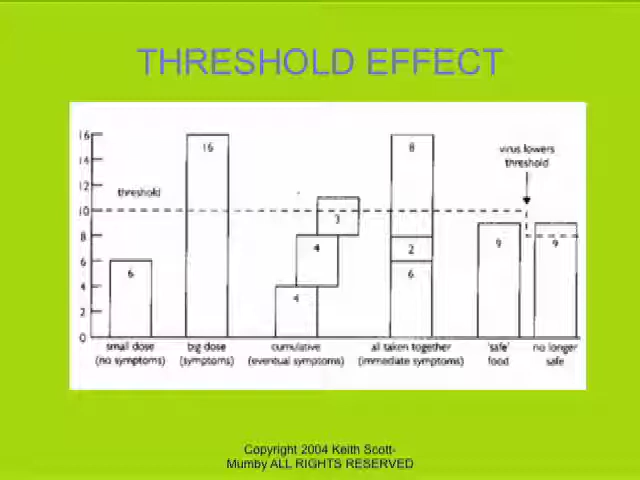 THRESHOLD EFFECT
16
14
12
10
8
6
4
2
0
threshold
virus lowers
threshold
6
16
3
4
4
8
2
6
9
9
small dose
(no symptoms)
big dose
(symptoms)
cumulative
(eventual symptoms)
all taken together
(immediate symptoms)
'safe'
food
no longer
safe
Copyright 2004 Keith Scott-
Mumby ALL RIGHTS RESERVED